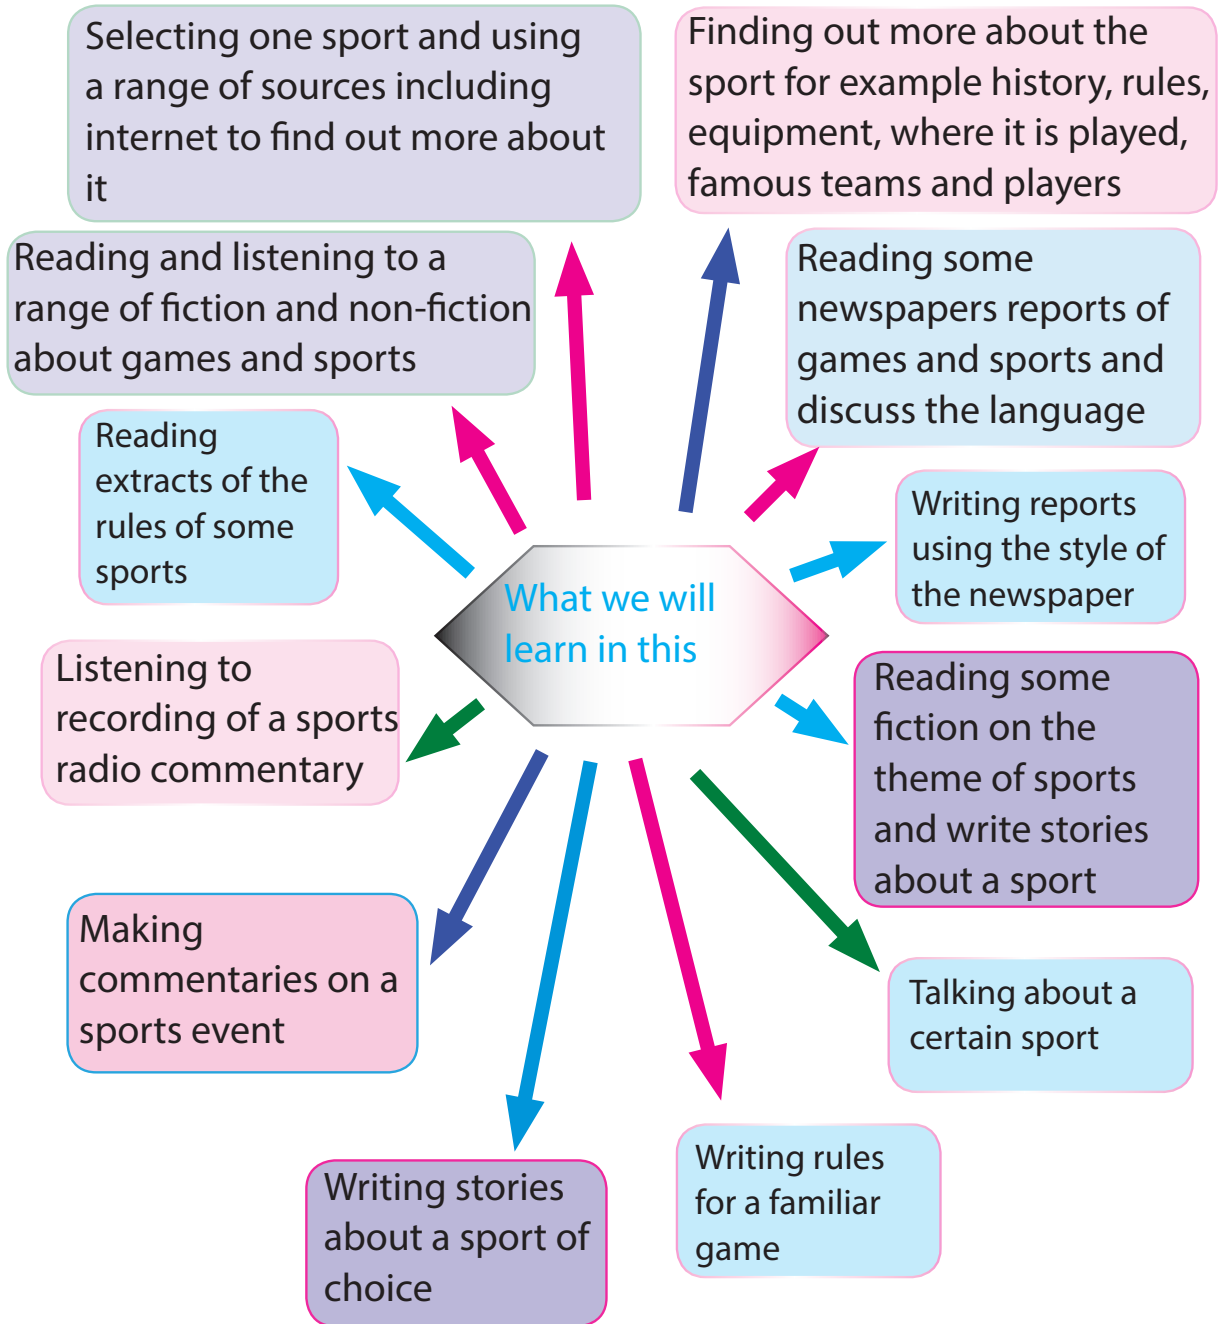 Selecting one sport and using
a range of sources including
internet to find out more about
it
Finding out more about the
sport for example history, rules,
equipment, where it is played,
famous teams and players
Reading and listening to a
range of fiction and non-fiction
about games and sports
Reading some
newspapers reports of
games and sports and
discuss the language
Reading
extracts of the
rules of some
sports
Writing reports
using the style of
the newspaper
What we will
learn in this
Listening to
recording of a sports
radio commentary
Reading some
fiction on the
theme of sports
and write stories
about a sport
Making
commentaries on a
sports event
Talking about a
certain sport
Writing stories
about a sport of
choice
Writing rules
for a familiar
game